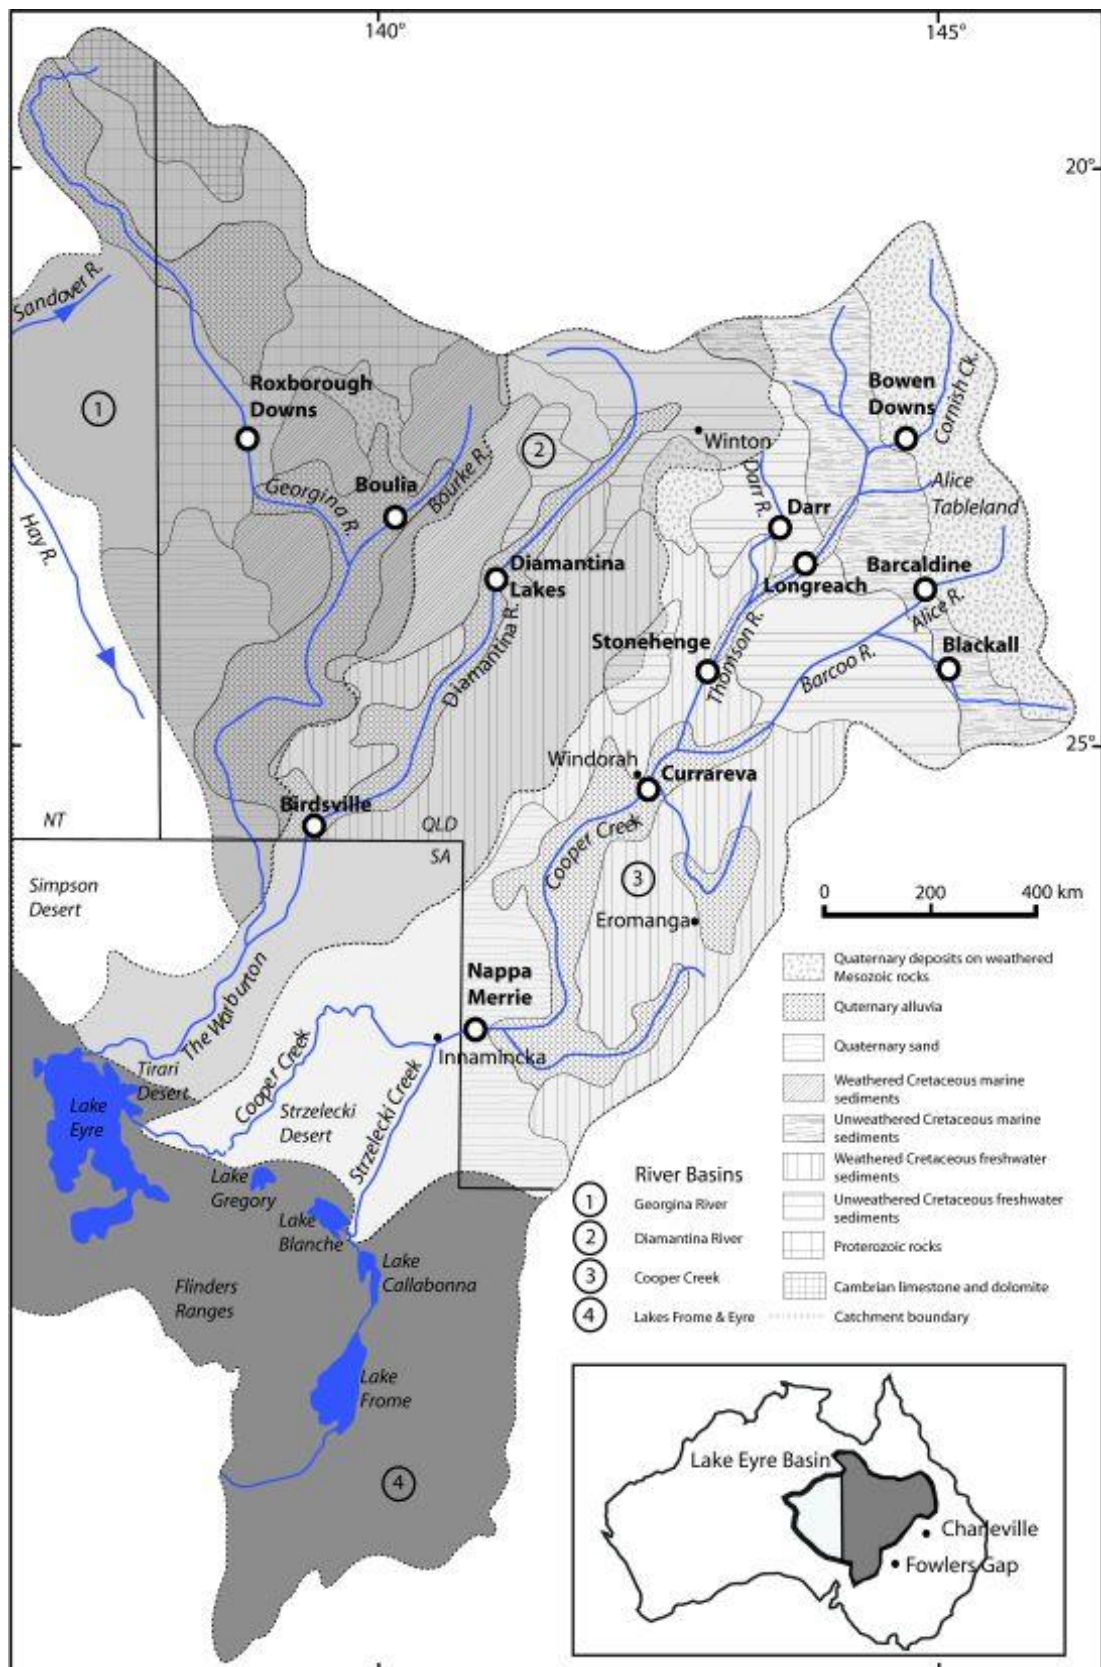 140°
145°
20°
Sandover R.
1
Roxborough
Downs
Bowen
Downs
Cornish Ck.
2
Winton
Boulia
Bourke R.
Georgina R.
Darr R.
Alice
Tableland
Darr
Hay R.
Diamantina
Lakes
Longreach
Barcaldine
Alice R.
Diamantina R.
Stonehenge
Thomson R.
Barcoo R.
Blackall
25°
Windorah
Currareva
Birdsville
NT
QLD
SA
Cooper Creek
Simpson
Desert
3
0 200 400 km
Eromanga
The Warburton
Nappa
Merrie
Innamincka
Tirari
Desert
Cooper Creek
Strzelecki
Desert
Strzelecki Creek
Lake
Eyre
Lake
Gregory
Lake
Blanche
Lake
Callabonna
Flinders
Ranges
Lake
Frome
4
Quaternary deposits on weathered
Mesozoic rocks
Quternary alluvia
Quaternary sand
Weathered Cretaceous marine
sediments
Unweathered Cretaceous marine
sediments
Weathered Cretaceous freshwater
sediments
Unweathered Cretaceous freshwater
sediments
Proterozoic rocks
Cambrian limestone and dolomite
Catchment boundary
River Basins
1 Georgina River
2 Diamantina River
3 Cooper Creek
4 Lakes Frome & Eyre
Lake Eyre Basin
Charleville
Fowlers Gap